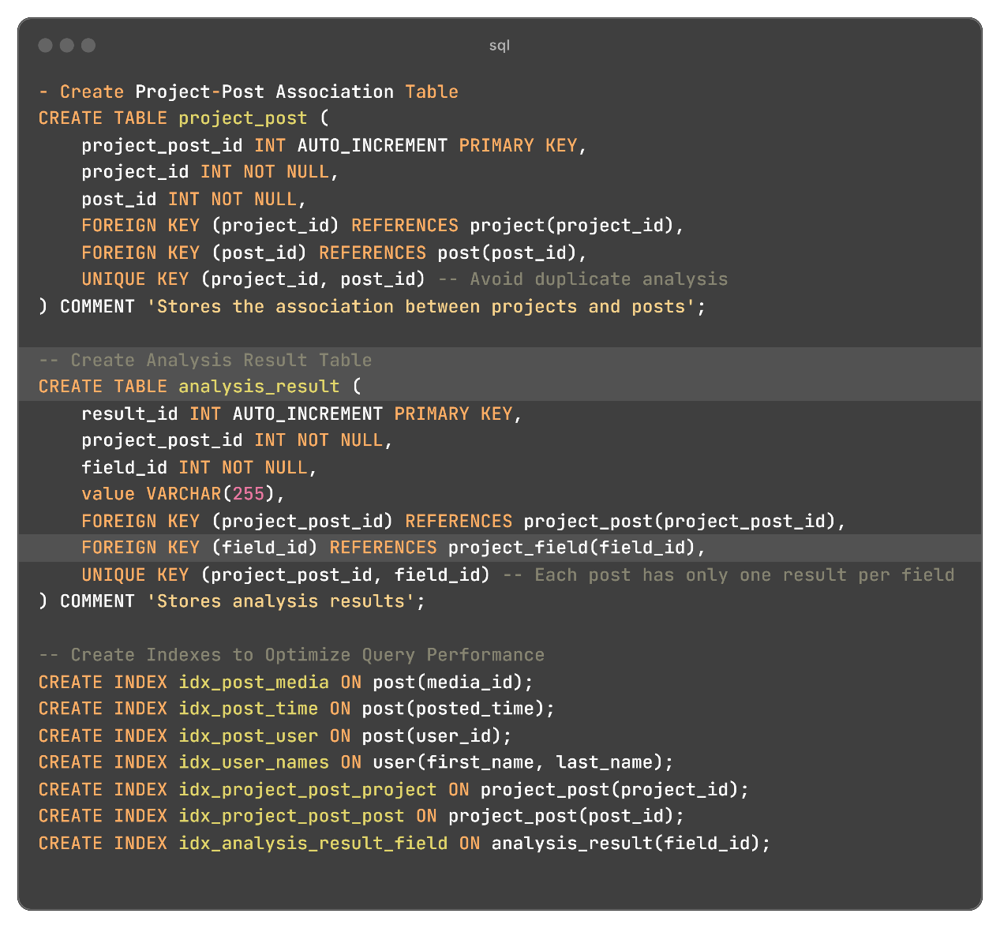 sql
- Create Project-Post Association Table
CREATE TABLE project_post (
    project_post_id INT AUTO_INCREMENT PRIMARY KEY,
    project_id INT NOT NULL,
    post_id INT NOT NULL,
    FOREIGN KEY (project_id) REFERENCES project(project_id),
    FOREIGN KEY (post_id) REFERENCES post(post_id),
    UNIQUE KEY (project_id, post_id) -- Avoid duplicate analysis
) COMMENT 'Stores the association between projects and posts';

-- Create Analysis Result Table
CREATE TABLE analysis_result (
    result_id INT AUTO_INCREMENT PRIMARY KEY,
    project_post_id INT NOT NULL,
    field_id INT NOT NULL,
    value VARCHAR(255),
    FOREIGN KEY (project_post_id) REFERENCES project_post(project_post_id),
    FOREIGN KEY (field_id) REFERENCES project_field(field_id),
    UNIQUE KEY (project_post_id, field_id) -- Each post has only one result per field
) COMMENT 'Stores analysis results';

-- Create Indexes to Optimize Query Performance
CREATE INDEX idx_post_media ON post(media_id);
CREATE INDEX idx_post_time ON post(posted_time);
CREATE INDEX idx_post_user ON post(user_id);
CREATE INDEX idx_user_names ON user(first_name, last_name);
CREATE INDEX idx_project_post_project ON project_post(project_id);
CREATE INDEX idx_project_post_post ON project_post(post_id);
CREATE INDEX idx_analysis_result_field ON analysis_result(field_id);